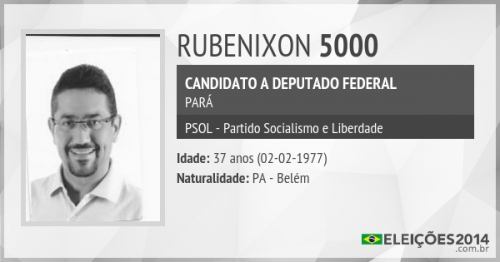 RUBENIXON 5000
CANDIDATO A DEPUTADO FEDERAL
PARÁ
PSOL - Partido Socialismo e Liberdade
Idade: 37 anos (02-02-1977)
Naturalidade: PA - Belém
ELEIÇÕES2014
.com.br